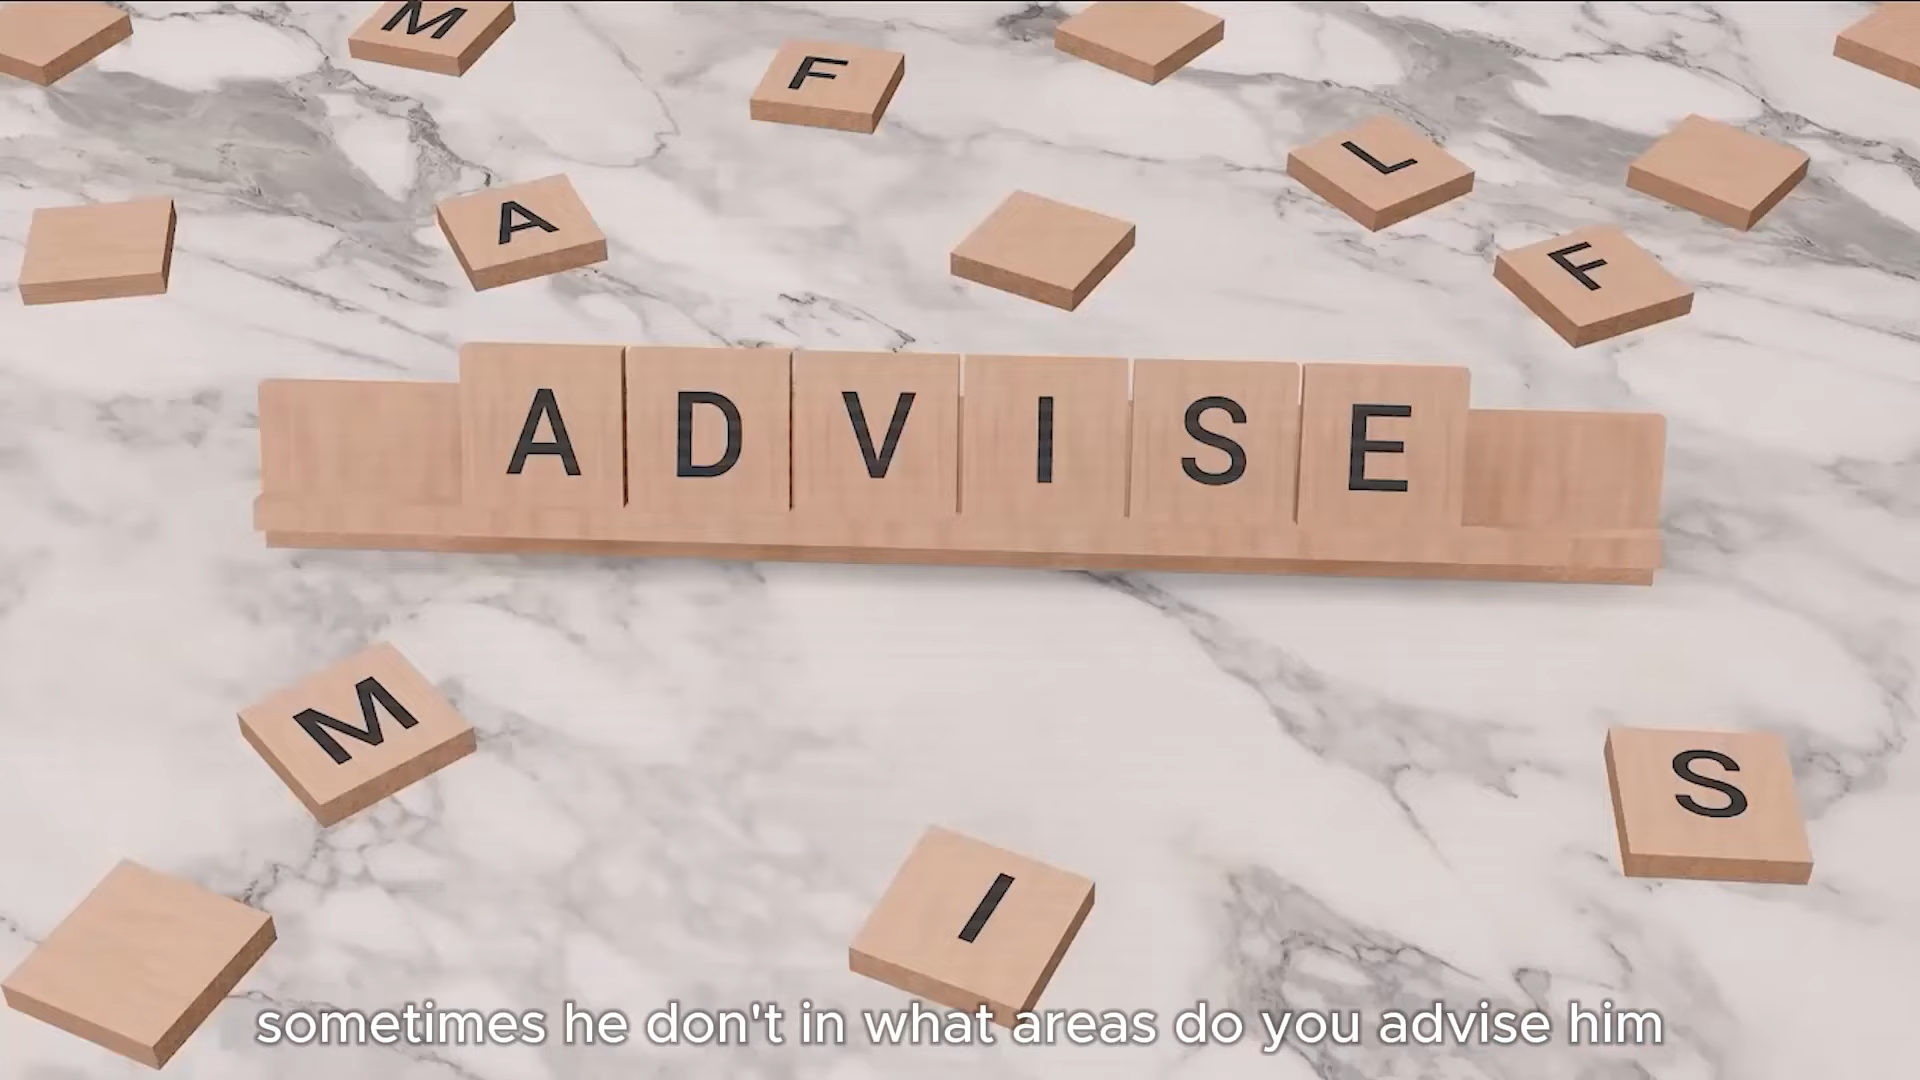 M
F
L
A
F
ADVISE
M
S
I
sometimes he don't in what areas do you advise him